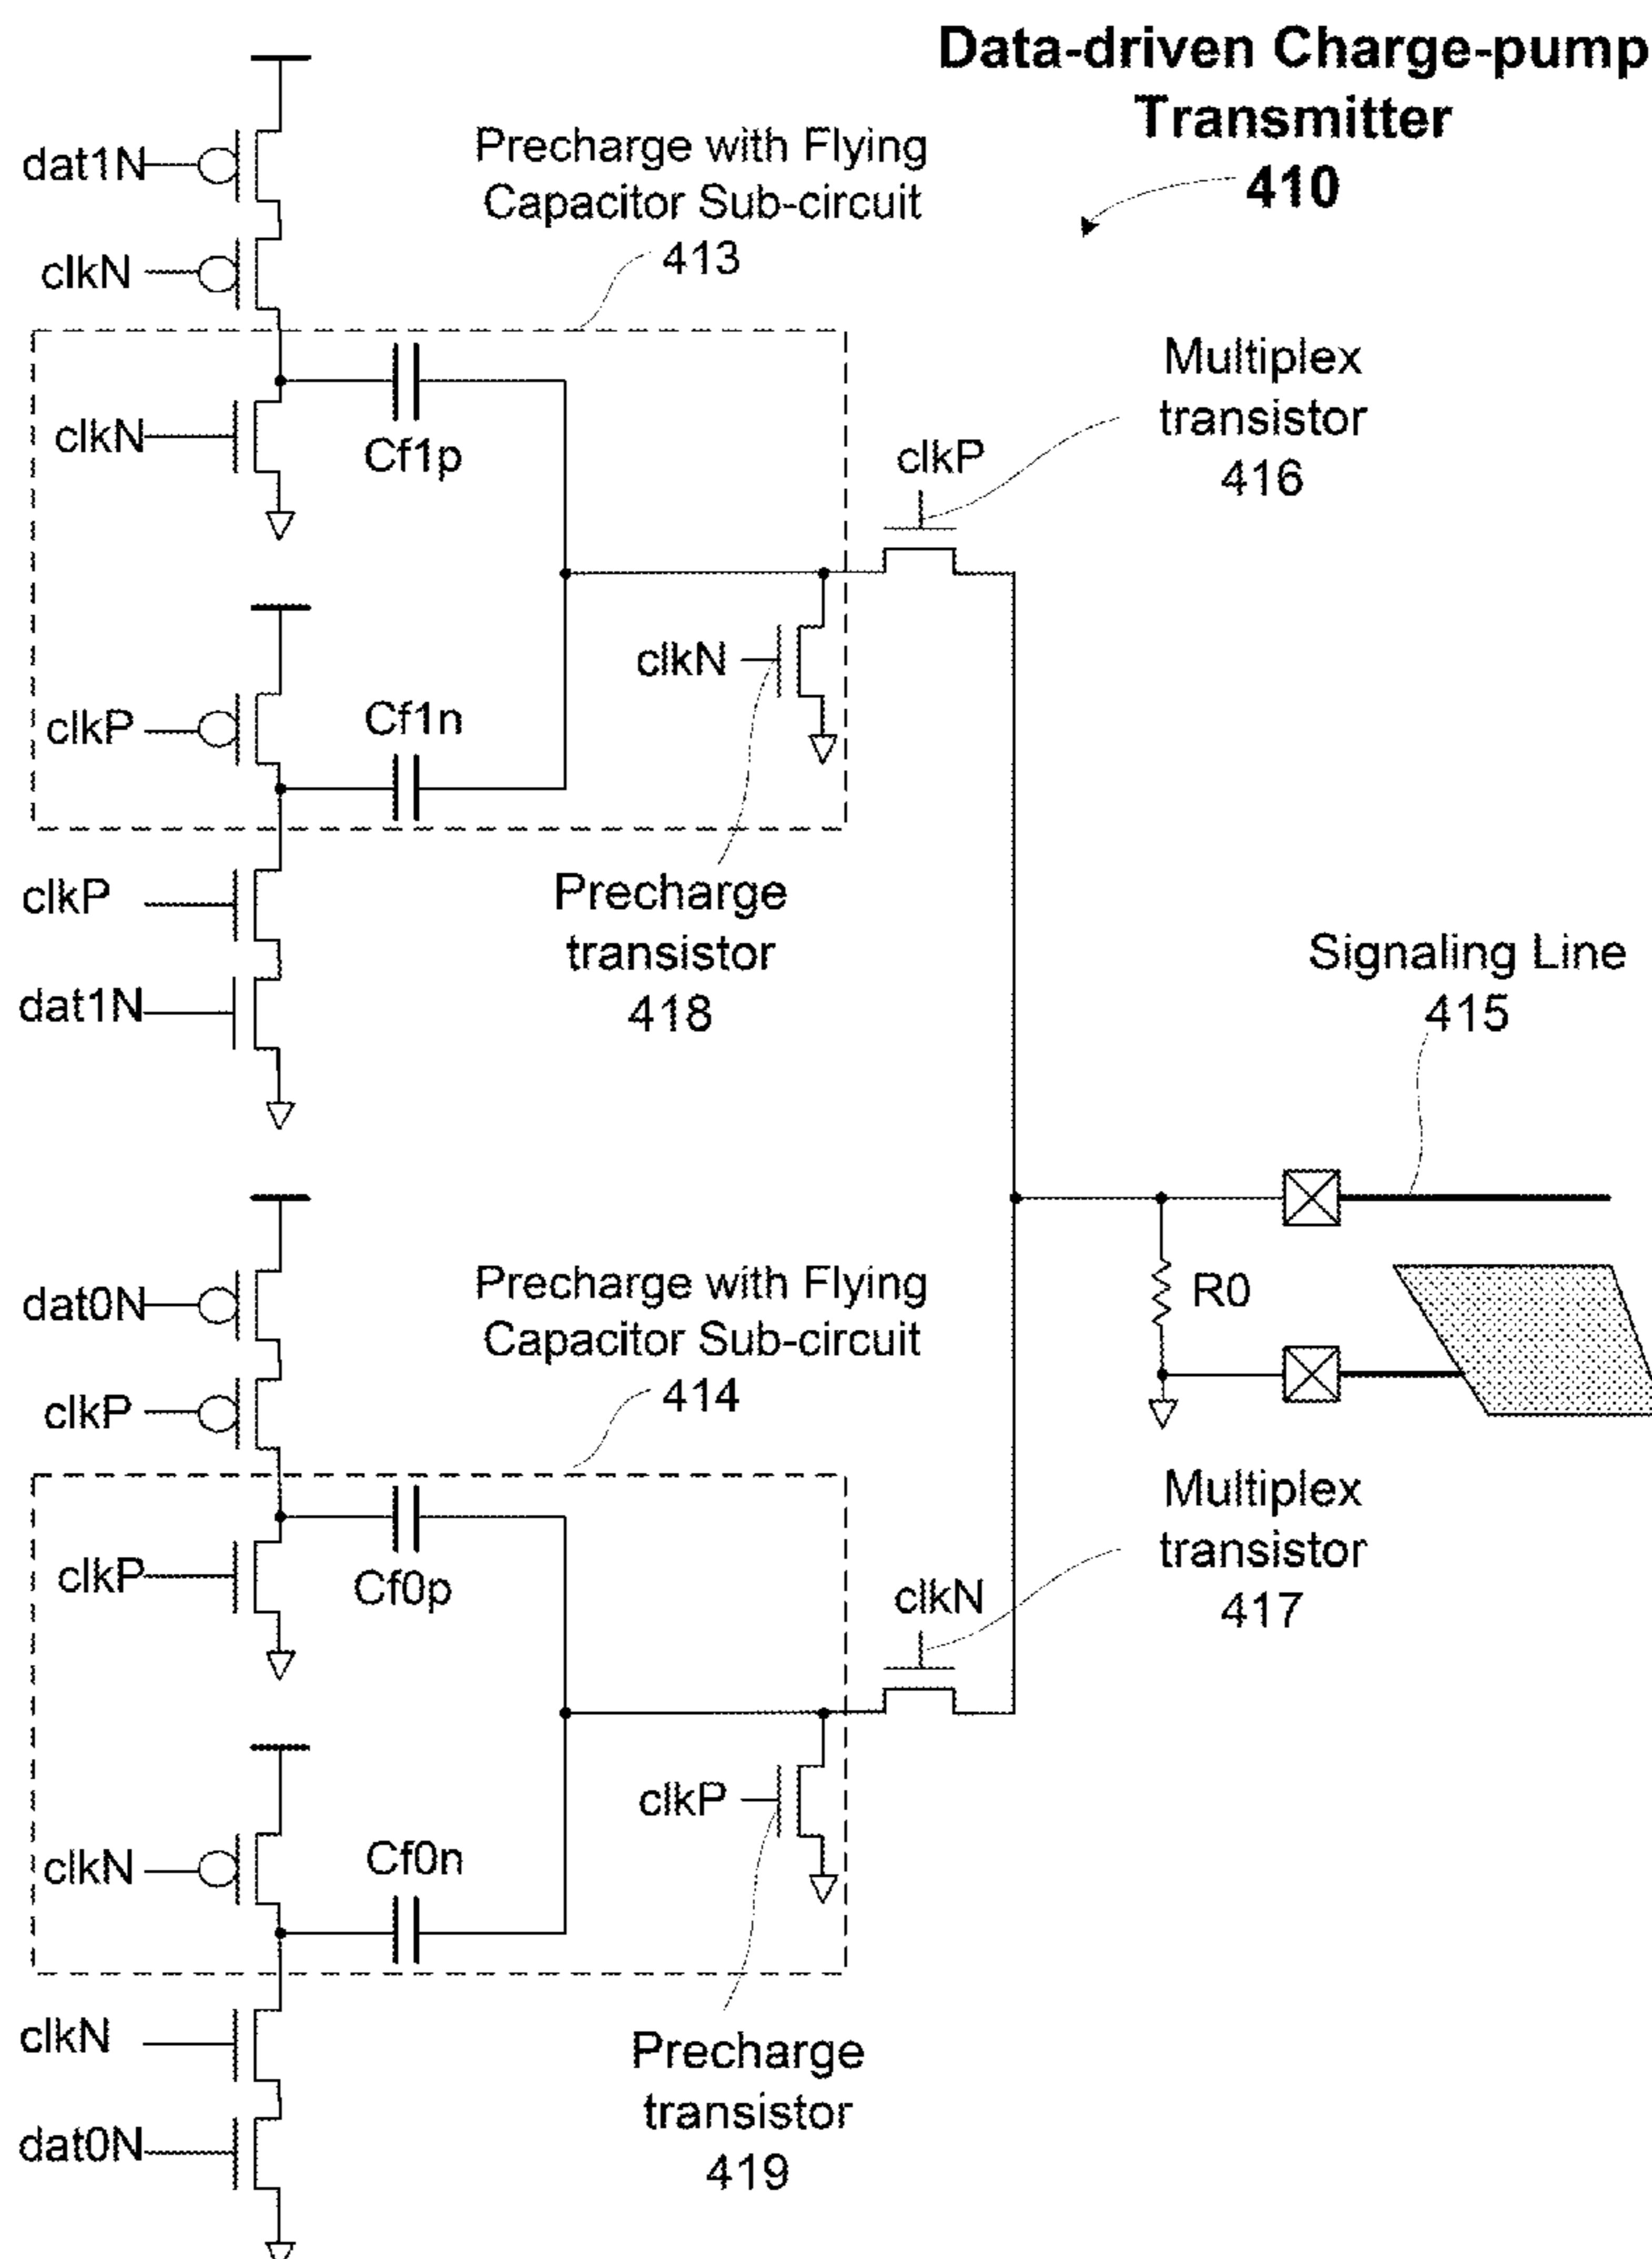 Data-driven Charge-pump
Transmitter
410
dat1N
Precharge with Flying
Capacitor Sub-circuit
413
clkN
Multiplex
transistor
416
clkN
Cf1p
clkP
clkN
clkP
Cf1n
clkP
Precharge
transistor
418
dat1N
Signaling Line
415
dat0N
Precharge with Flying
Capacitor Sub-circuit
414
R0
clkP
Multiplex
transistor
417
clkP
Cf0p
clkN
clkP
clkN
Cf0n
clkN
Precharge
transistor
419
dat0N